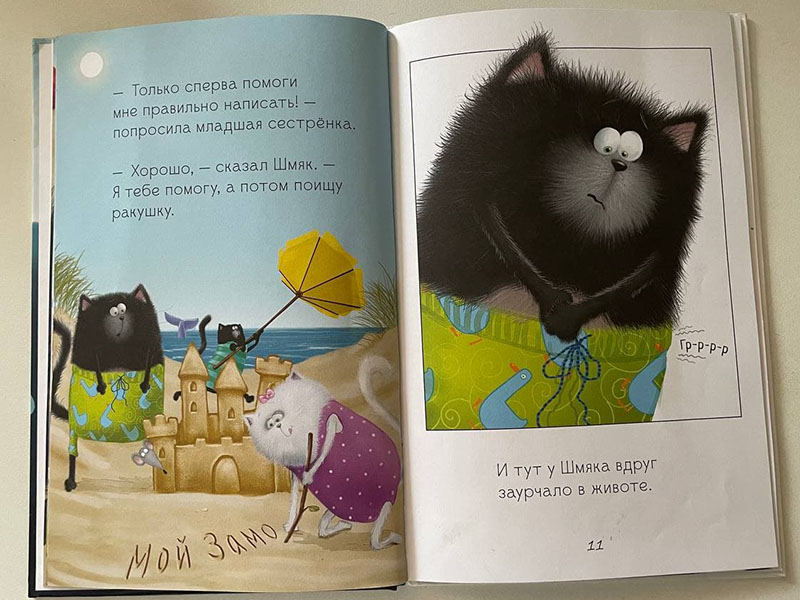 — Только сперва помоги
мне правильно написать! —
попросила младшая сестрёнка.
— Хорошо, — сказал Шмяк. —
Я тебе помогу, а потом поищу
ракушку.
Мой Замо
Гр-р-р-р
И тут у Шмяка вдруг
заурчало в животе.
11